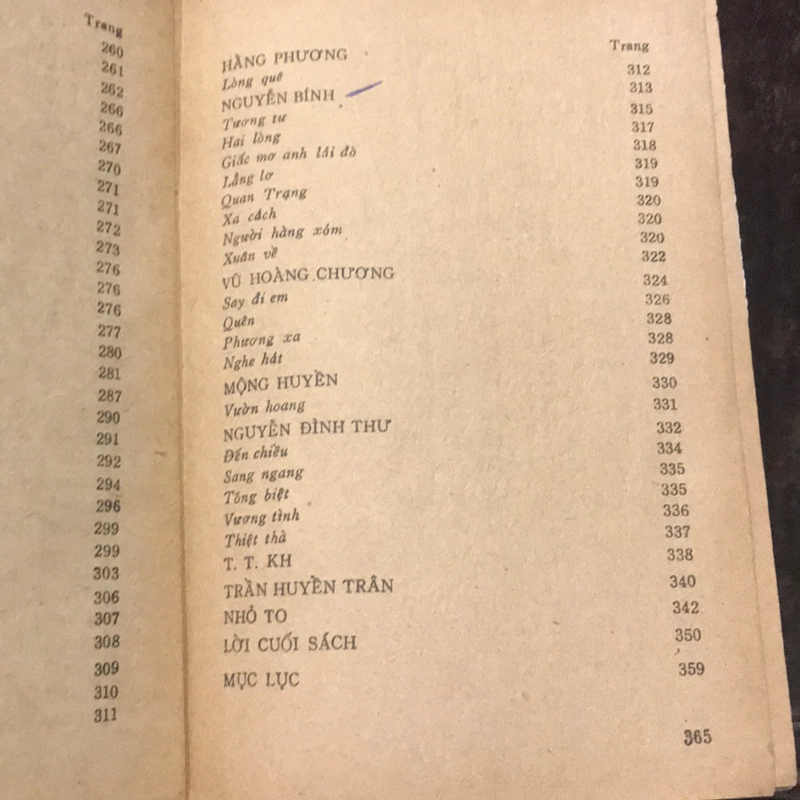 Trang
260
261
262
266
266
267
270
271
271
272
273
276
276
276
277
280
281
287
290
291
292
294
296
299
299
303
306
307
308
309
310
311
Trang
HẰNG PHƯƠNG 312
Lòng quê 313
NGUYỄN BÍNH 315
Tương tư 317
Hai lòng 318
Giấc mơ anh lái đò 319
Lẳng lơ 319
Quan Trạng 320
Xa cách 320
Người hàng xóm 320
Xuân về 322
VŨ HOÀNG CHƯƠNG 324
Say đi em 326
Quên 328
Phương xa 328
Nghe hát 329
MỘNG HUYỀN 330
Vườn hoang 331
NGUYỄN ĐÌNH THƯ 332
Đến chiều 334
Sang ngang 335
Tống biệt 335
Vương tình 336
Thiệt thà 337
T. T. KH 338
TRẦN HUYỀN TRÂN 340
NHỎ TO 342
LỜI CUỐI SÁCH 350
MỤC LỤC 359
365